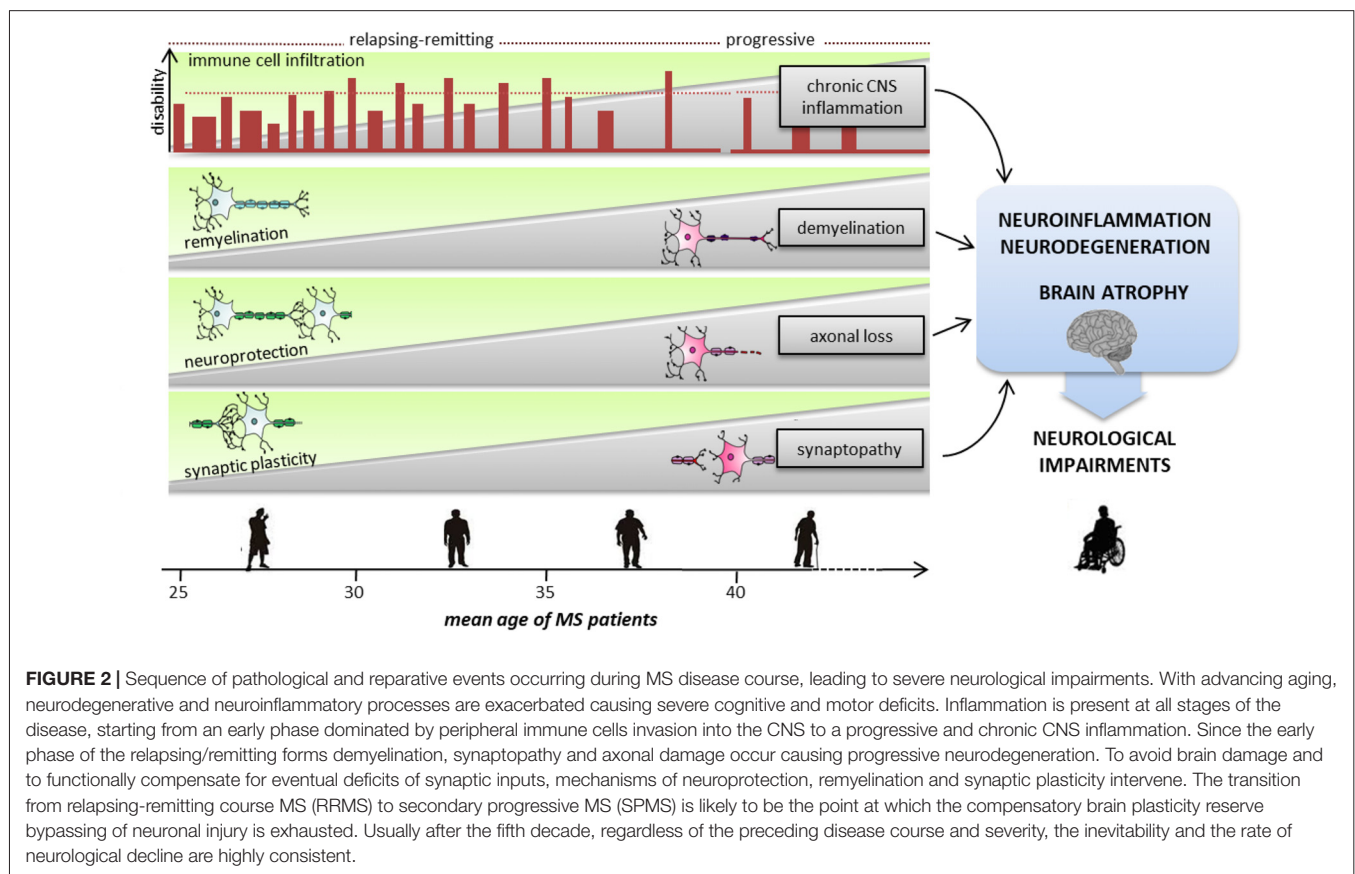 relapsing-remitting
progressive
immune cell infiltration
disability
chronic CNS
inflammation
remyelination
demyelination
neuroprotection
axonal loss
synaptic plasticity
synaptopathy
NEUROINFLAMMATION
NEURODEGENERATION
BRAIN ATROPHY
NEUROLOGICAL
IMPAIRMENTS
25
30
35
40
mean age of MS patients
FIGURE 2 | Sequence of pathological and reparative events occurring during MS disease course, leading to severe neurological impairments. With advancing aging,
neurodegenerative and neuroinflammatory processes are exacerbated causing severe cognitive and motor deficits. Inflammation is present at all stages of the
disease, starting from an early phase dominated by peripheral immune cells invasion into the CNS to a progressive and chronic CNS inflammation. Since the early
phase of the relapsing/remitting forms demyelination, synaptopathy and axonal damage occur causing progressive neurodegeneration. To avoid brain damage and
to functionally compensate for eventual deficits of synaptic inputs, mechanisms of neuroprotection, remyelination and synaptic plasticity intervene. The transition
from relapsing-remitting course MS (RRMS) to secondary progressive MS (SPMS) is likely to be the point at which the compensatory brain plasticity reserve
bypassing of neuronal injury is exhausted. Usually after the fifth decade, regardless of the preceding disease course and severity, the inevitability and the rate of
neurological decline are highly consistent.